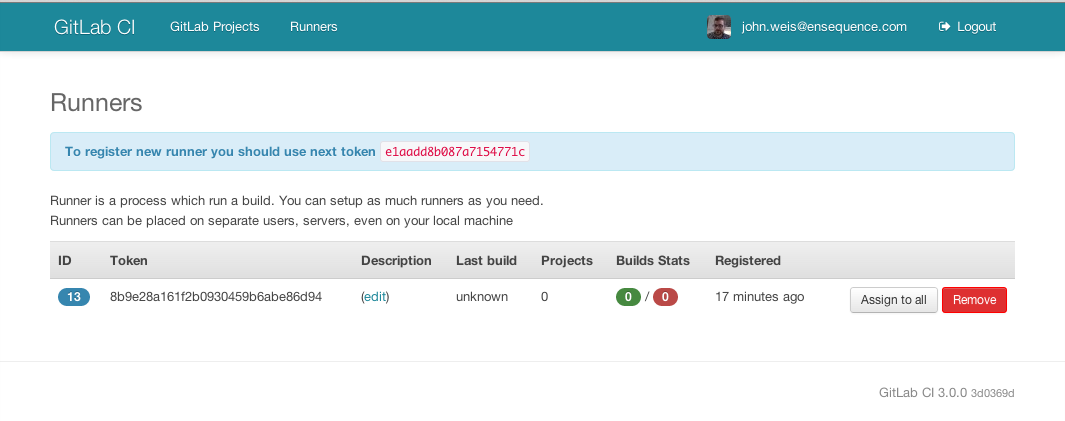 GitLab CI GitLab Projects Runners john.weis@ensequence.com Logout
Runners
To register new runner you should use next token e1aadd8b087a7154771c
Runner is a process which run a build. You can setup as much runners as you need.
Runners can be placed on separate users, servers, even on your local machine
ID Token Description Last build Projects Builds Stats Registered
13 8b9e28a161f2b0930459b6abe86d94 (edit) unknown 0 0 / 0 17 minutes ago Assign to all Remove
GitLab CI 3.0.0 3d0369d